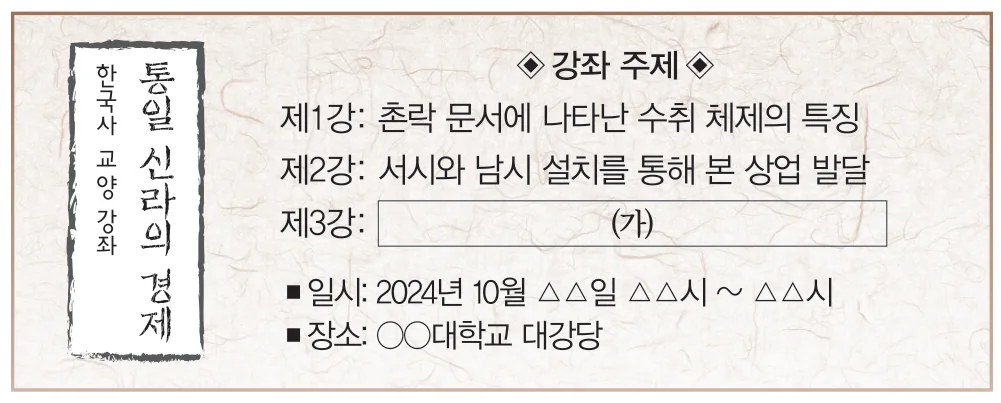 통일 신라의 경제
한국사 교양 강좌
◈ 강좌 주제 ◈
제1강: 촌락 문서에 나타난 수취 체제의 특징
제2강: 서시와 남시 설치를 통해 본 상업 발달
제3강: (가)
■ 일시: 2024년 10월 △△일 △△시 ~ △△시
■ 장소: ○○대학교 대강당